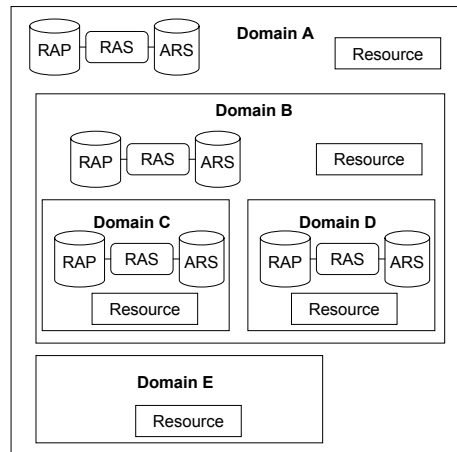 Domain A
RAP RAS ARS
Resource
Domain B
RAP RAS ARS
Resource
Domain C
RAP RAS ARS
Resource
Domain D
RAP RAS ARS
Resource
Domain E
Resource